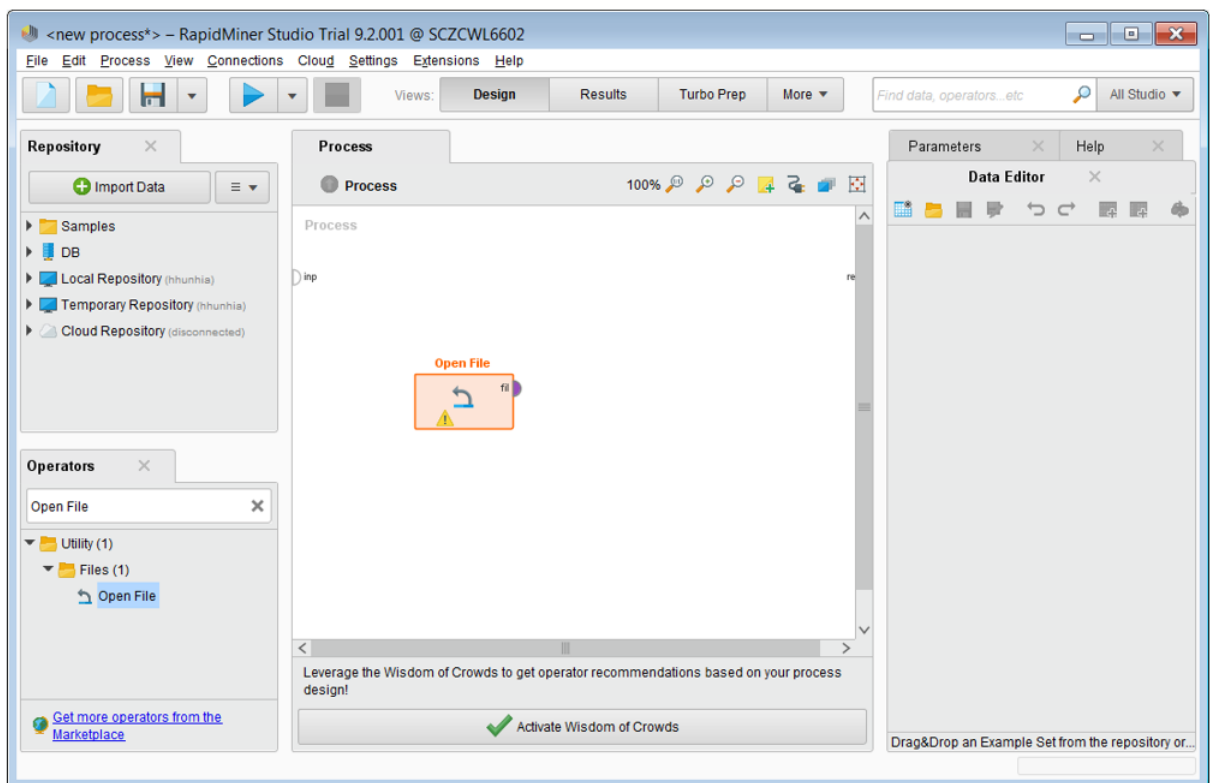 <new process*> – RapidMiner Studio Trial 9.2.001 @ SCZCWL6602
File Edit Process View Connections Cloud Settings Extensions Help
Views: Design Results Turbo Prep More
Find data, operators...etc
All Studio
Repository
Import Data
Samples
DB
Local Repository (hhunhia)
Temporary Repository (hhunhia)
Cloud Repository (disconnected)
Operators
Open File
Utility (1)
Files (1)
Open File
Get more operators from the
Marketplace
Process
Process
100%
Process
inp
re
Open File
fil
Leverage the Wisdom of Crowds to get operator recommendations based on your process
design!
Activate Wisdom of Crowds
Parameters
Help
Data Editor
Drag&Drop an Example Set from the repository or...